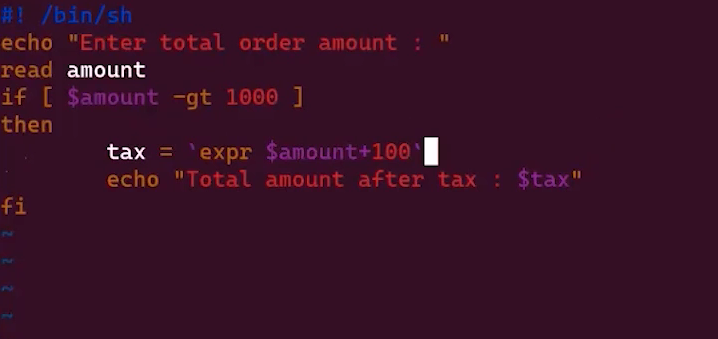 #! /bin/sh
echo "Enter total order amount : "
read amount
if [ $amount -gt 1000 ]
then
        tax = `expr $amount+100`
        echo "Total amount after tax : $tax"
fi
~
~
~
~